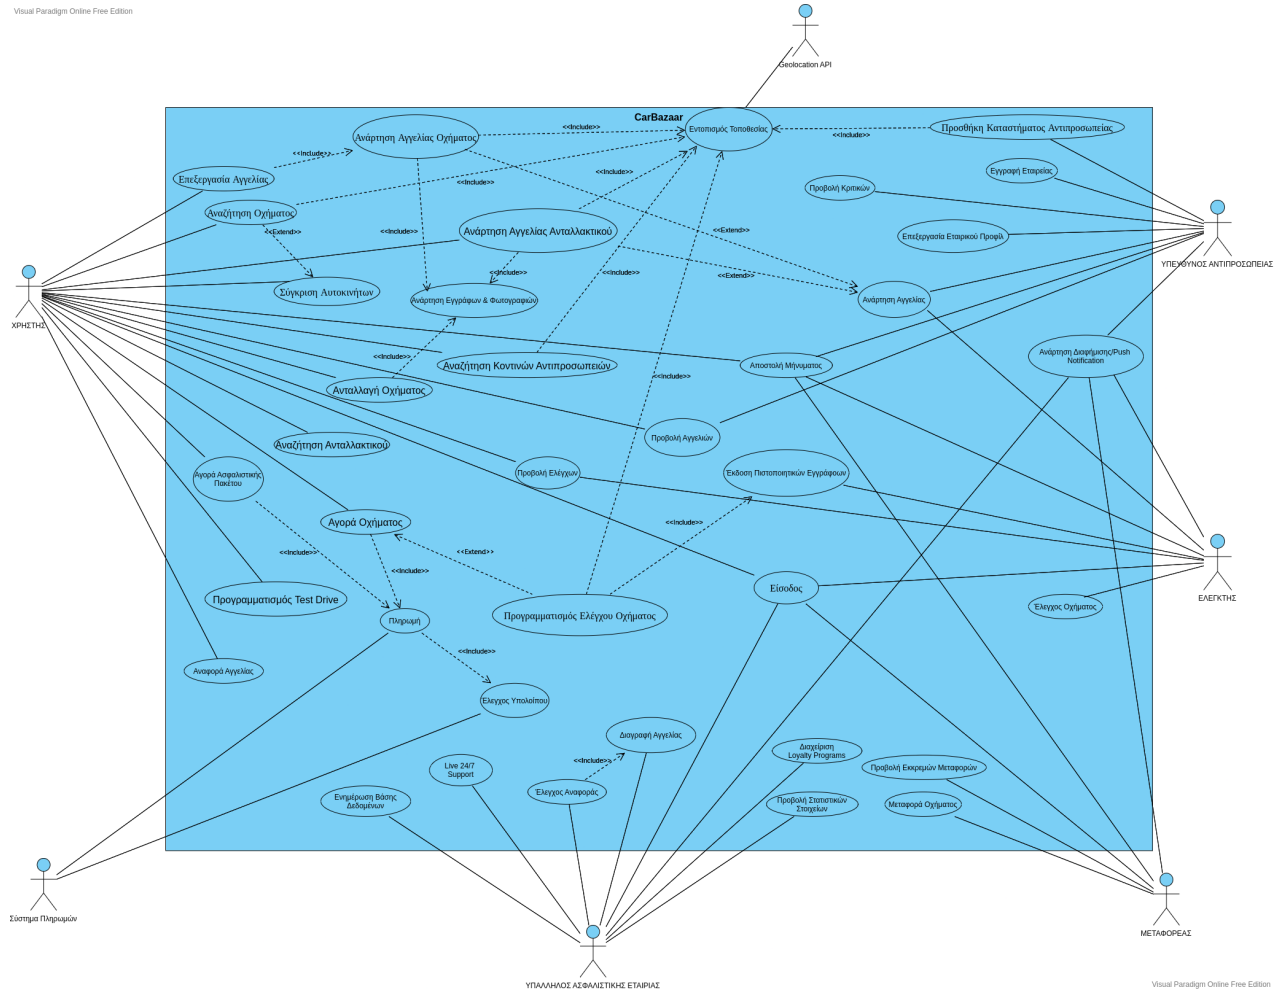 Visual Paradigm Online Free Edition
Geolocation API
CarBazaar
Ανάρτηση Αγγελίας Οχήματος
<<Include>>
Εντοπισμός Τοποθεσίας
<<Include>>
Προσθήκη Καταστήματος Αντιπροσωπείας
<<Include>>
Επεξεργασία Αγγελίας
<<Include>>
<<Include>>
Εγγραφή Εταιρείας
Προβολή Κριτικών
Αναζήτηση Οχήματος
<<Extend>>
Ανάρτηση Αγγελίας Ανταλλακτικού
<<Include>>
<<Extend>>
Επεξεργασία Εταιρικού Προφίλ
ΥΠΕΥΘΥΝΟΣ ΑΝΤΙΠΡΟΣΩΠΕΙΑΣ
<<Include>>
<<Include>>
<<Extend>>
Σύγκριση Αυτοκινήτων
Ανάρτηση Εγγράφων & Φωτογραφιών
Ανάρτηση Αγγελίας
ΧΡΗΣΤΗΣ
<<Include>>
Ανάρτηση Διαφήμισης/Push
Notification
Αναζήτηση Κοντινών Αντιπροσωπειών
Αποστολή Μήνυματος
<<Include>>
Ανταλλαγή Οχήματος
Προβολή Αγγελιών
Αναζήτηση Ανταλλακτικού
Αγορά Ασφαλιστικής
Πακέτου
Προβολή Ελέγχων
Έκδοση Πιστοποιητικών Εγγράφοων
Αγορά Οχήματος
<<Include>>
<<Include>>
<<Extend>>
<<Include>>
Είσοδος
Προγραμματισμός Test Drive
Προγραμματισμός Ελέγχου Οχήματος
ΕΛΕΓΚΤΗΣ
Έλεγχος Οχήματος
Πληρωμή
<<Include>>
Αναφορά Αγγελίας
Έλεγχος Υπολοίπου
Διαγραφή Αγγελίας
Διαχείριση
Loyalty Programs
<<Include>>
Live 24/7
Support
Προβολή Εκκρεμών Μεταφορών
Έλεγχος Αναφοράς
Ενημέρωση Βάσης
Δεδομένων
Προβολή Στατιστικών
Στοιχείων
Μεταφορά Οχήματος
Σύστημα Πληρωμών
ΜΕΤΑΦΟΡΕΑΣ
ΥΠΑΛΛΗΛΟΣ ΑΣΦΑΛΙΣΤΙΚΗΣ ΕΤΑΙΡΙΑΣ
Visual Paradigm Online Free Edition